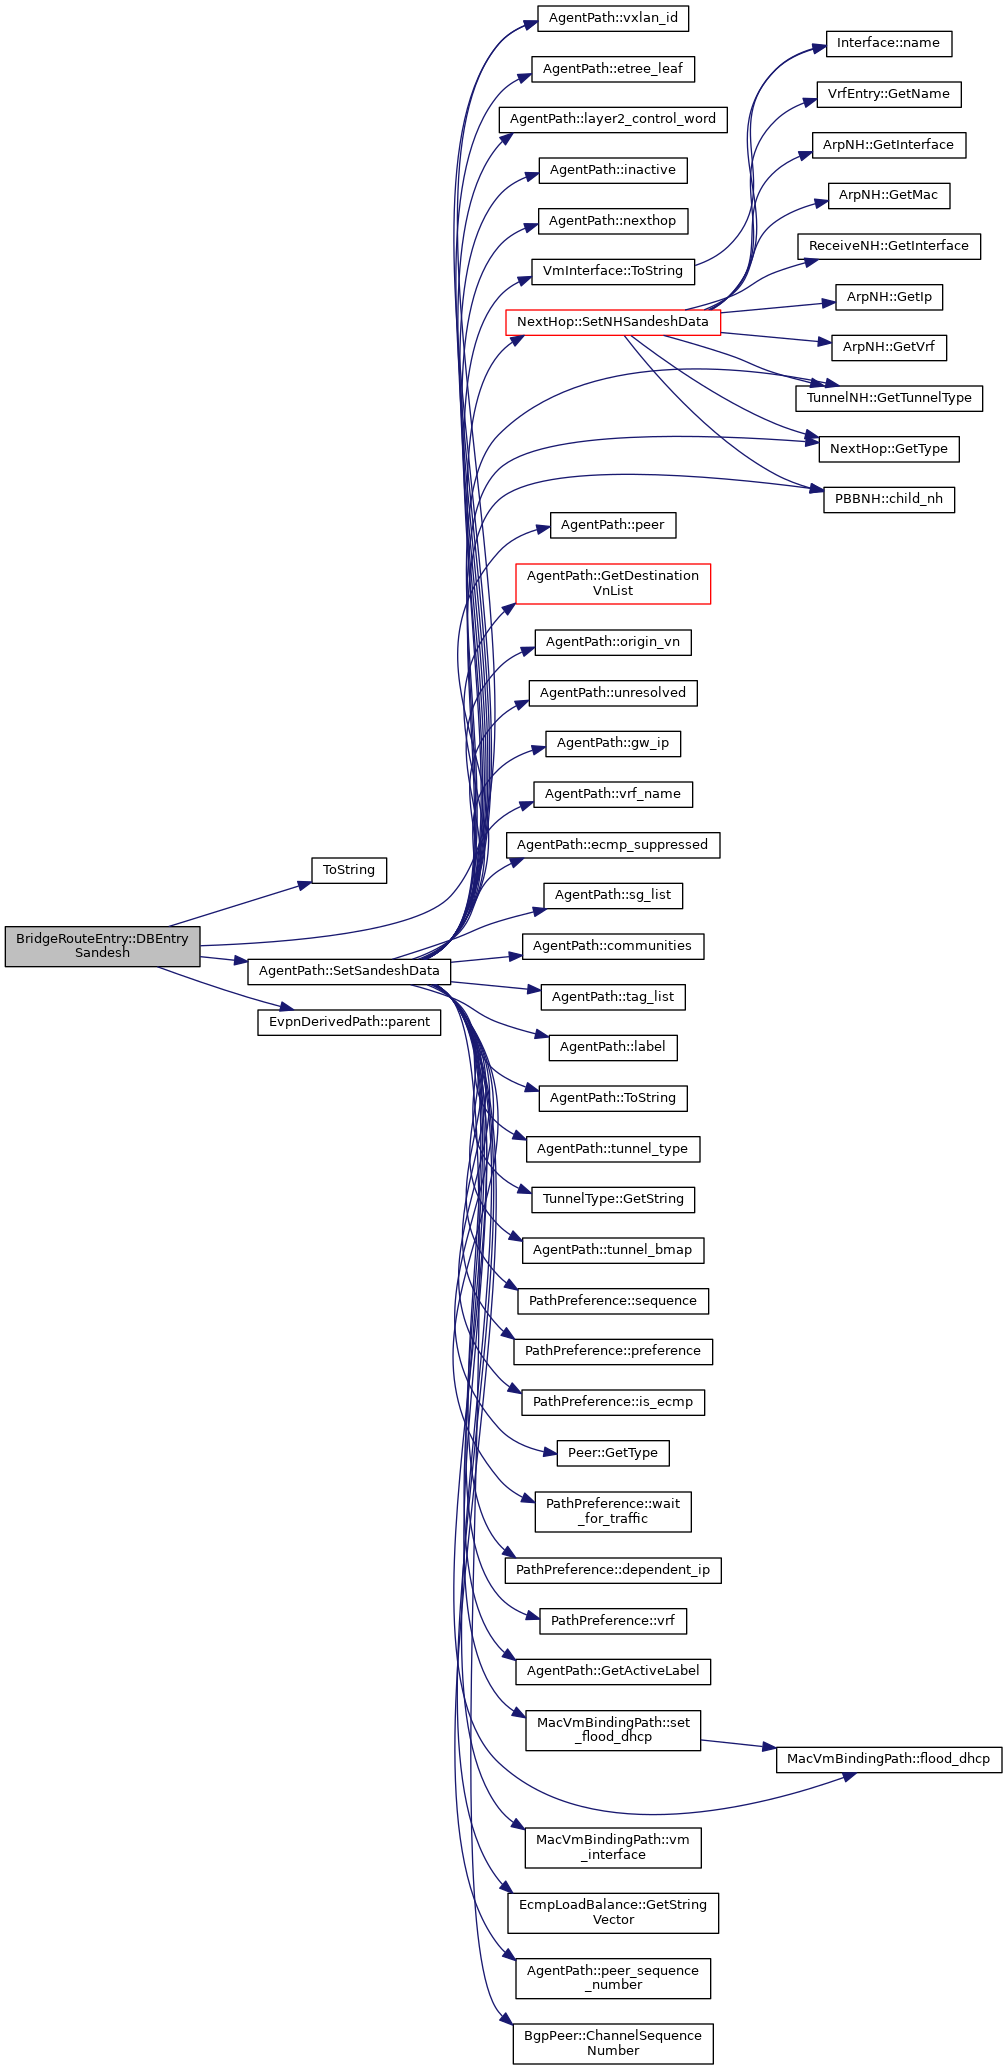 AgentPath::vxlan_id
Interface::name
AgentPath::etree_leaf
VrfEntry::GetName
AgentPath::layer2_control_word
ArpNH::GetInterface
AgentPath::inactive
ArpNH::GetMac
AgentPath::nexthop
ReceiveNH::GetInterface
VmInterface::ToString
ArpNH::GetIp
NextHop::SetNHSandeshData
ArpNH::GetVrf
TunnelNH::GetTunnelType
NextHop::GetType
PBBNH::child_nh
AgentPath::peer
AgentPath::GetDestination
VnList
AgentPath::origin_vn
AgentPath::unresolved
AgentPath::gw_ip
AgentPath::vrf_name
AgentPath::ecmp_suppressed
ToString
AgentPath::sg_list
BridgeRouteEntry::DBEntry
Sandesh
AgentPath::communities
AgentPath::SetSandeshData
AgentPath::tag_list
EvpnDerivedPath::parent
AgentPath::label
AgentPath::ToString
AgentPath::tunnel_type
TunnelType::GetString
AgentPath::tunnel_bmap
PathPreference::sequence
PathPreference::preference
PathPreference::is_ecmp
Peer::GetType
PathPreference::wait
_for_traffic
PathPreference::dependent_ip
PathPreference::vrf
AgentPath::GetActiveLabel
MacVmBindingPath::set
_flood_dhcp
MacVmBindingPath::flood_dhcp
MacVmBindingPath::vm
_interface
EcmpLoadBalance::GetString
Vector
AgentPath::peer_sequence
_number
BgpPeer::ChannelSequence
Number